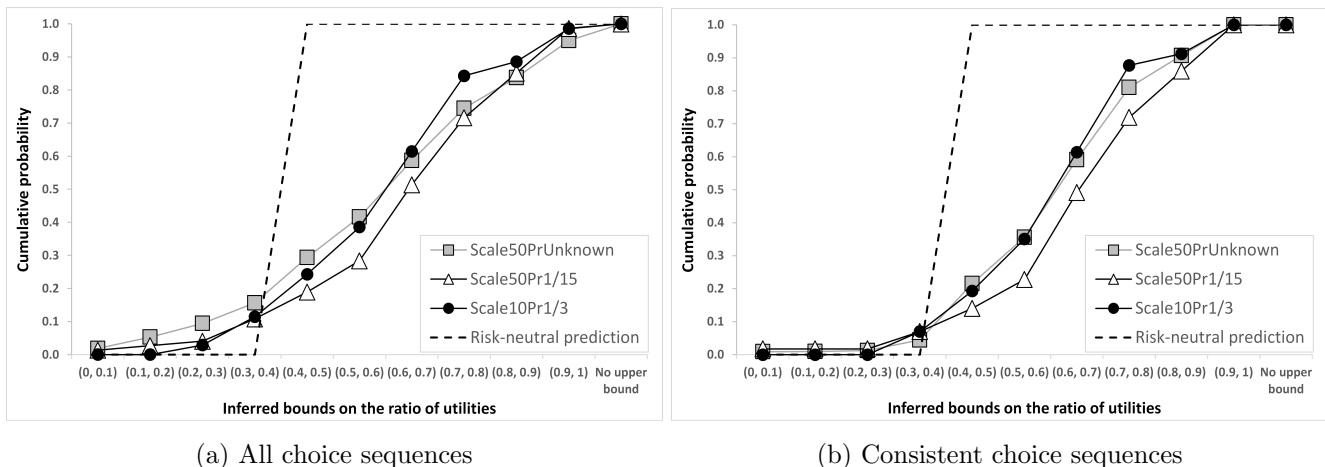 Cumulative probability
1.0
0.9
0.8
0.7
0.6
0.5
0.4
0.3
0.2
0.1
0.0
Scale50PrUnknown
Scale50Pr1/15
Scale10Pr1/3
Risk-neutral prediction
(0, 0.1) (0.1, 0.2) (0.2, 0.3) (0.3, 0.4) (0.4, 0.5) (0.5, 0.6) (0.6, 0.7) (0.7, 0.8) (0.8, 0.9) (0.9, 1) No upper
bound
Inferred bounds on the ratio of utilities
(a) All choice sequences
Cumulative probability
1.0
0.9
0.8
0.7
0.6
0.5
0.4
0.3
0.2
0.1
0.0
Scale50PrUnknown
Scale50Pr1/15
Scale10Pr1/3
Risk-neutral prediction
(0, 0.1) (0.1, 0.2) (0.2, 0.3) (0.3, 0.4) (0.4, 0.5) (0.5, 0.6) (0.6, 0.7) (0.7, 0.8) (0.8, 0.9) (0.9, 1) No upper
bound
Inferred bounds on the ratio of utilities
(b) Consistent choice sequences